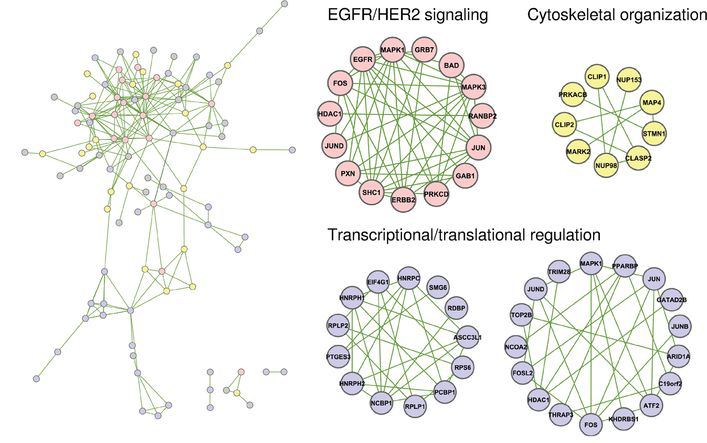 EGFR/HER2 signaling
MAPK1
GRB7
BAD
MAPK3
RANBP2
JUN
GAB1
PRKCD
ERBB2
SHC1
PXN
JUND
HDAC1
FOS
EGFR
Cytoskeletal organization
CLIP1
NUP153
MAP4
STMN1
CLASP2
NUP98
MARK2
CLIP2
PRKACB
Transcriptional/translational regulation
HNRPC
SMG6
RDBP
ASCC3L1
RPS6
PCBP1
RPLP1
NCBP1
HNRPH3
PTGES3
RPLP2
HNRPH1
EIF4G1
MAPK1
PPARBP
JUN
GATAD2B
JUNB
ARID1A
C19orf2
ATF2
KHDRBS1
FOS
THRAP3
HDAC1
FOSL2
NCOA2
TOP2B
JUND
TRIM28